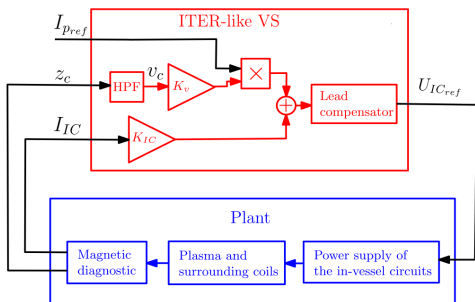 ITER-like VS
I_{p_{ref}}
z_c
HPF
v_c
K_v
×
I_{IC}
K_{IC}
+
Lead
compensator
U_{IC_{ref}}
Plant
Magnetic
diagnostic
Plasma and
surrounding coils
Power supply of
the in-vessel circuits